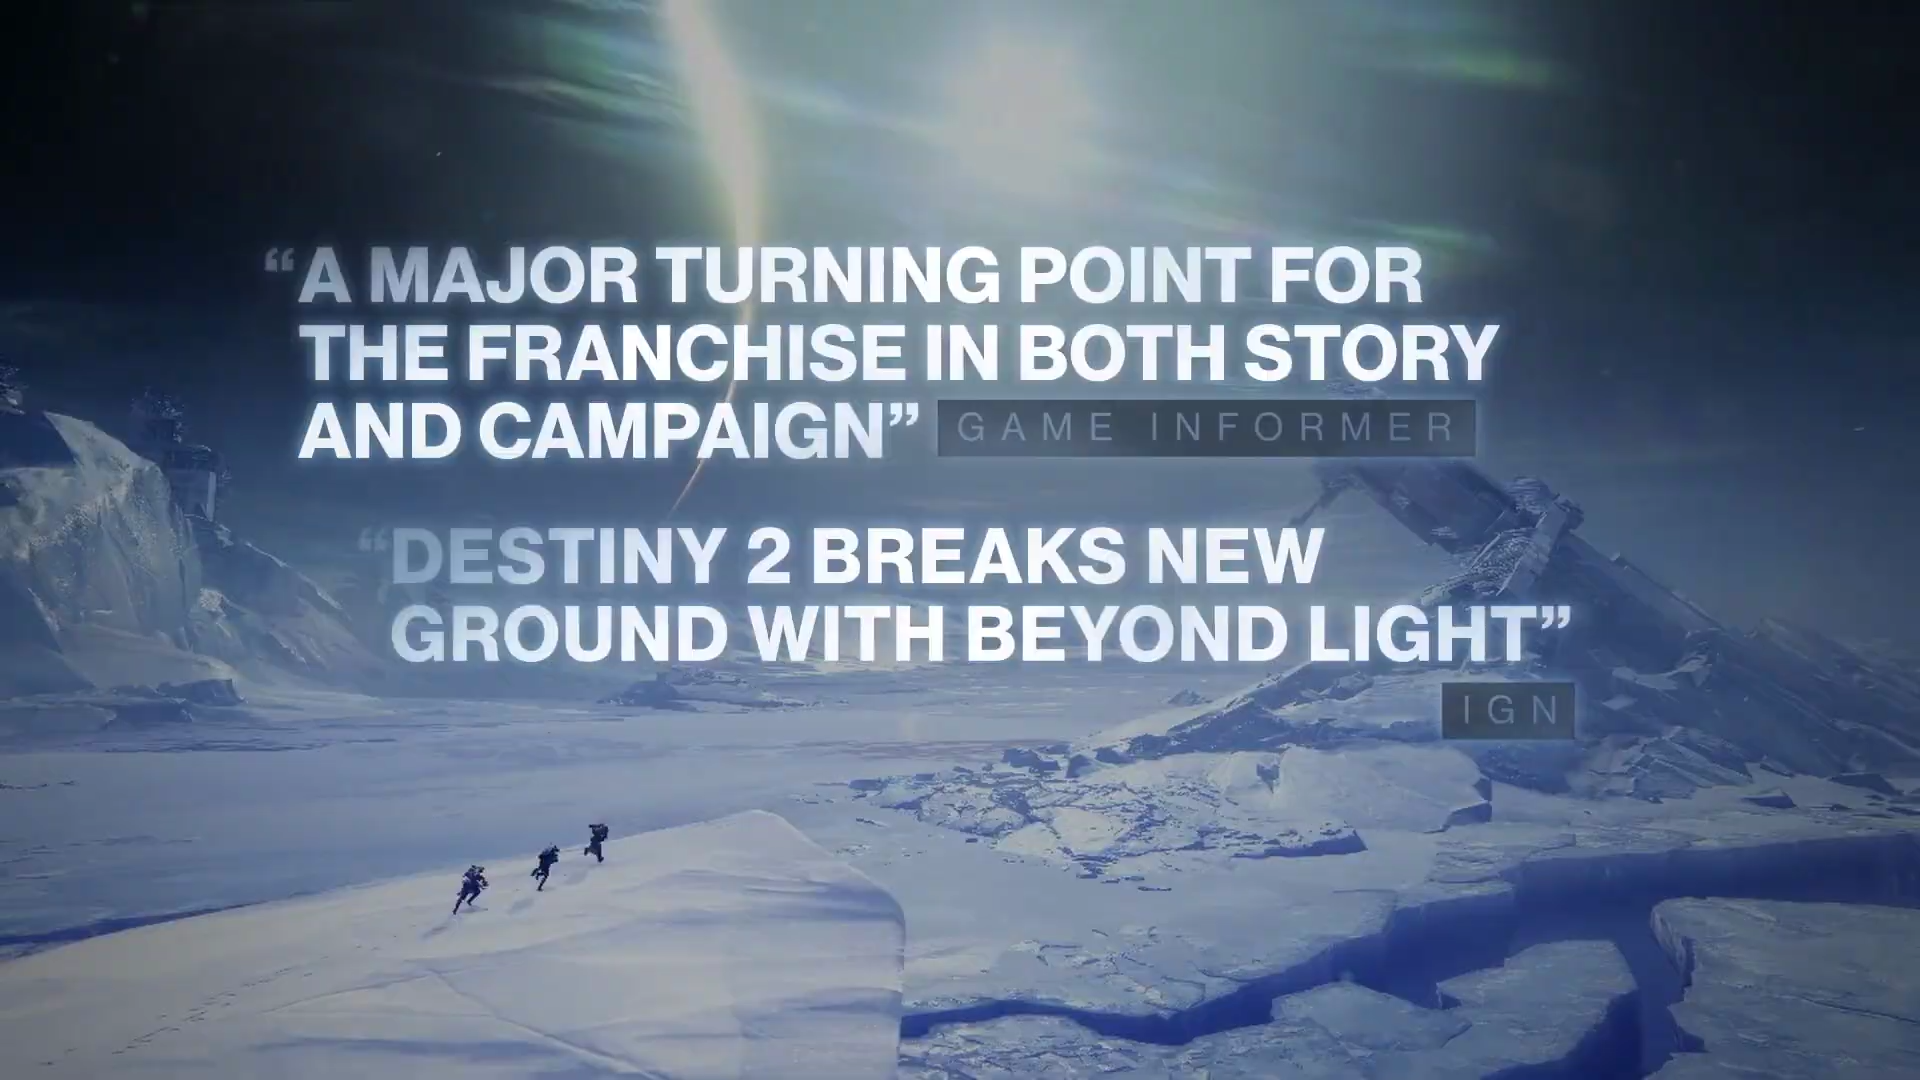 “A MAJOR TURNING POINT FOR
THE FRANCHISE IN BOTH STORY
AND CAMPAIGN” GAME INFORMER
“DESTINY 2 BREAKS NEW
GROUND WITH BEYOND LIGHT”
IGN